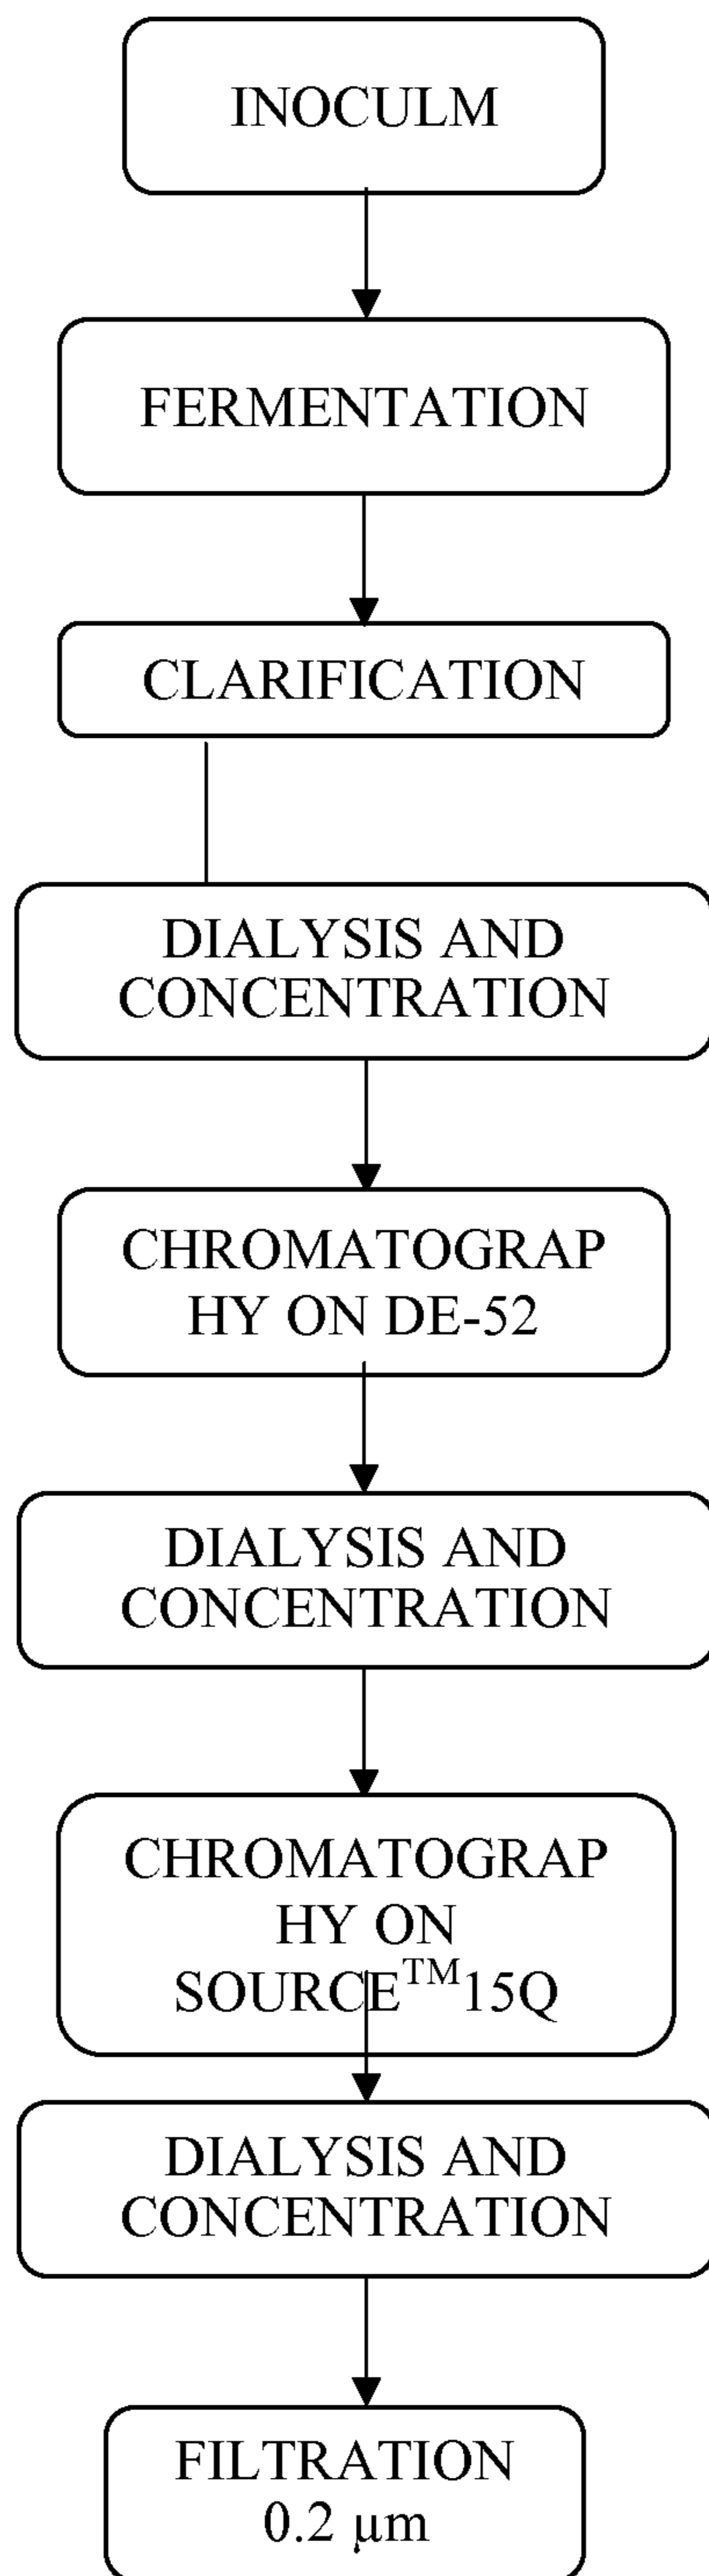 INOCULM
FERMENTATION
CLARIFICATION
DIALYSIS AND
CONCENTRATION
CHROMATOGRAP
HY ON DE-52
DIALYSIS AND
CONCENTRATION
CHROMATOGRAP
HY ON
SOURCE™15Q
DIALYSIS AND
CONCENTRATION
FILTRATION
0.2 µm